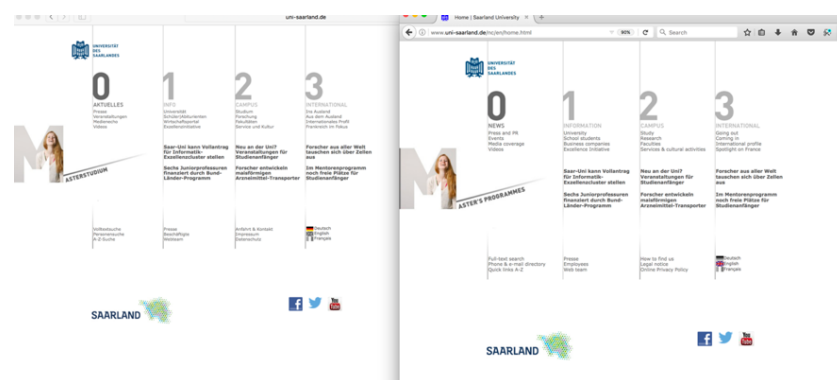 uni-saarland.de
UNIVERSITÄT
DES
SAARLANDES
0
AKTUELLES
Presse
Veranstaltungen
Medienecho
Videos
1
INFO
Universität
Schüler/Abiturienten
Wirtschaftsportal
Exzellenzinitiative
2
CAMPUS
Studium
Forschung
Fakultäten
Service und Kultur
3
INTERNATIONAL
Ins Ausland
Aus dem Ausland
Internationales Profil
Frankreich im Fokus
M
ASTERSTUDIUM
Saar-Uni kann Vollantrag
für Informatik-
Exzellenzcluster stellen
Sechs Juniorprofessuren
finanziert durch Bund-
Länder-Programm
Neu an der Uni?
Veranstaltungen für
Studienanfänger
Forscher entwickeln
maisförmigen
Arzneimittel-Transporter
Forscher aus aller Welt
tauschen sich über Zellen
aus
Im Mentorenprogramm
noch freie Plätze für
Studienanfänger
Volltextsuche
Personensuche
A-Z-Suche
Presse
Beschäftigte
Webteam
Anfahrt & Kontakt
Impressum
Datenschutz
Deutsch
English
Français
SAARLAND
You
Tube
Home | Saarland University
www.uni-saarland.de/nc/en/home.html
90%
Search
UNIVERSITÄT
DES
SAARLANDES
0
NEWS
Press and PR
Events
Media coverage
Videos
1
INFORMATION
University
School students
Business companies
Excellence Initiative
2
CAMPUS
Study
Research
Faculties
Services & cultural activities
3
INTERNATIONAL
Going out
Coming in
International profile
Spotlight on France
M
ASTER'S PROGRAMMES
Saar-Uni kann Vollantrag
für Informatik-
Exzellenzcluster stellen
Sechs Juniorprofessuren
finanziert durch Bund-
Länder-Programm
Neu an der Uni?
Veranstaltungen für
Studienanfänger
Forscher entwickeln
maisförmigen
Arzneimittel-Transporter
Forscher aus aller Welt
tauschen sich über Zellen
aus
Im Mentorenprogramm
noch freie Plätze für
Studienanfänger
Full-text search
Phone & e-mail directory
Quick links A-Z
Presse
Employees
Web team
How to find us
Legal notice
Online Privacy Policy
Deutsch
English
Français
SAARLAND
You
Tube